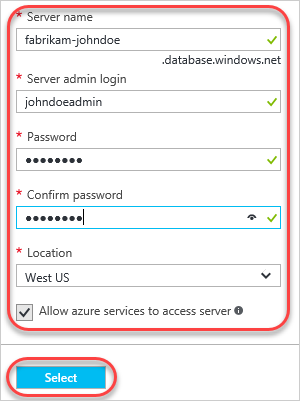 * Server name
fabrikam-johndoe
.database.windows.net
* Server admin login
johndoeadmin
* Password
●●●●●●●●
* Confirm password
●●●●●●●●
* Location
West US
Allow azure services to access server
Select